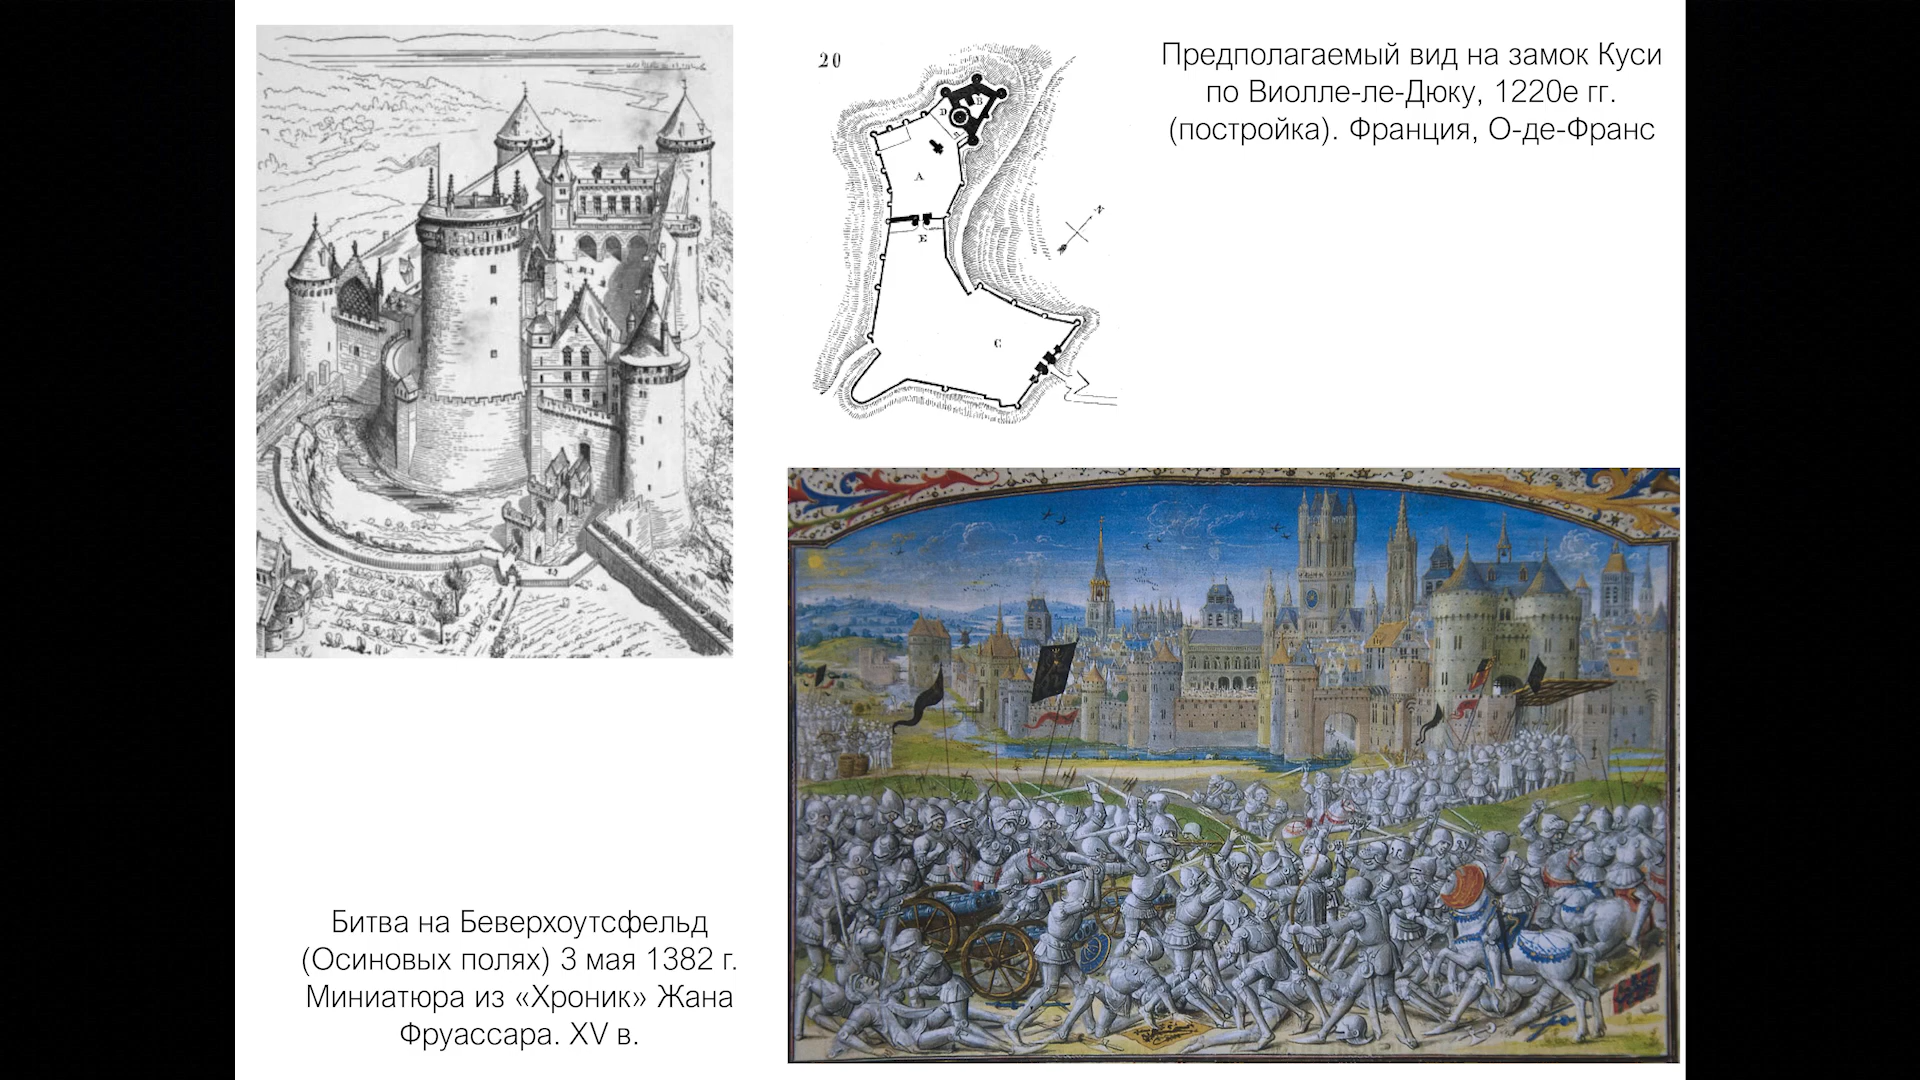 20
Предполагаемый вид на замок Куси
по Виолле-ле-Дюку, 1220е гг.
(постройка). Франция, О-де-Франс
B
D
A
N
E
C
Битва на Беверхоутсфельд
(Осиновых полях) 3 мая 1382 г.
Миниатюра из «Хроник» Жана
Фруассара. XV в.